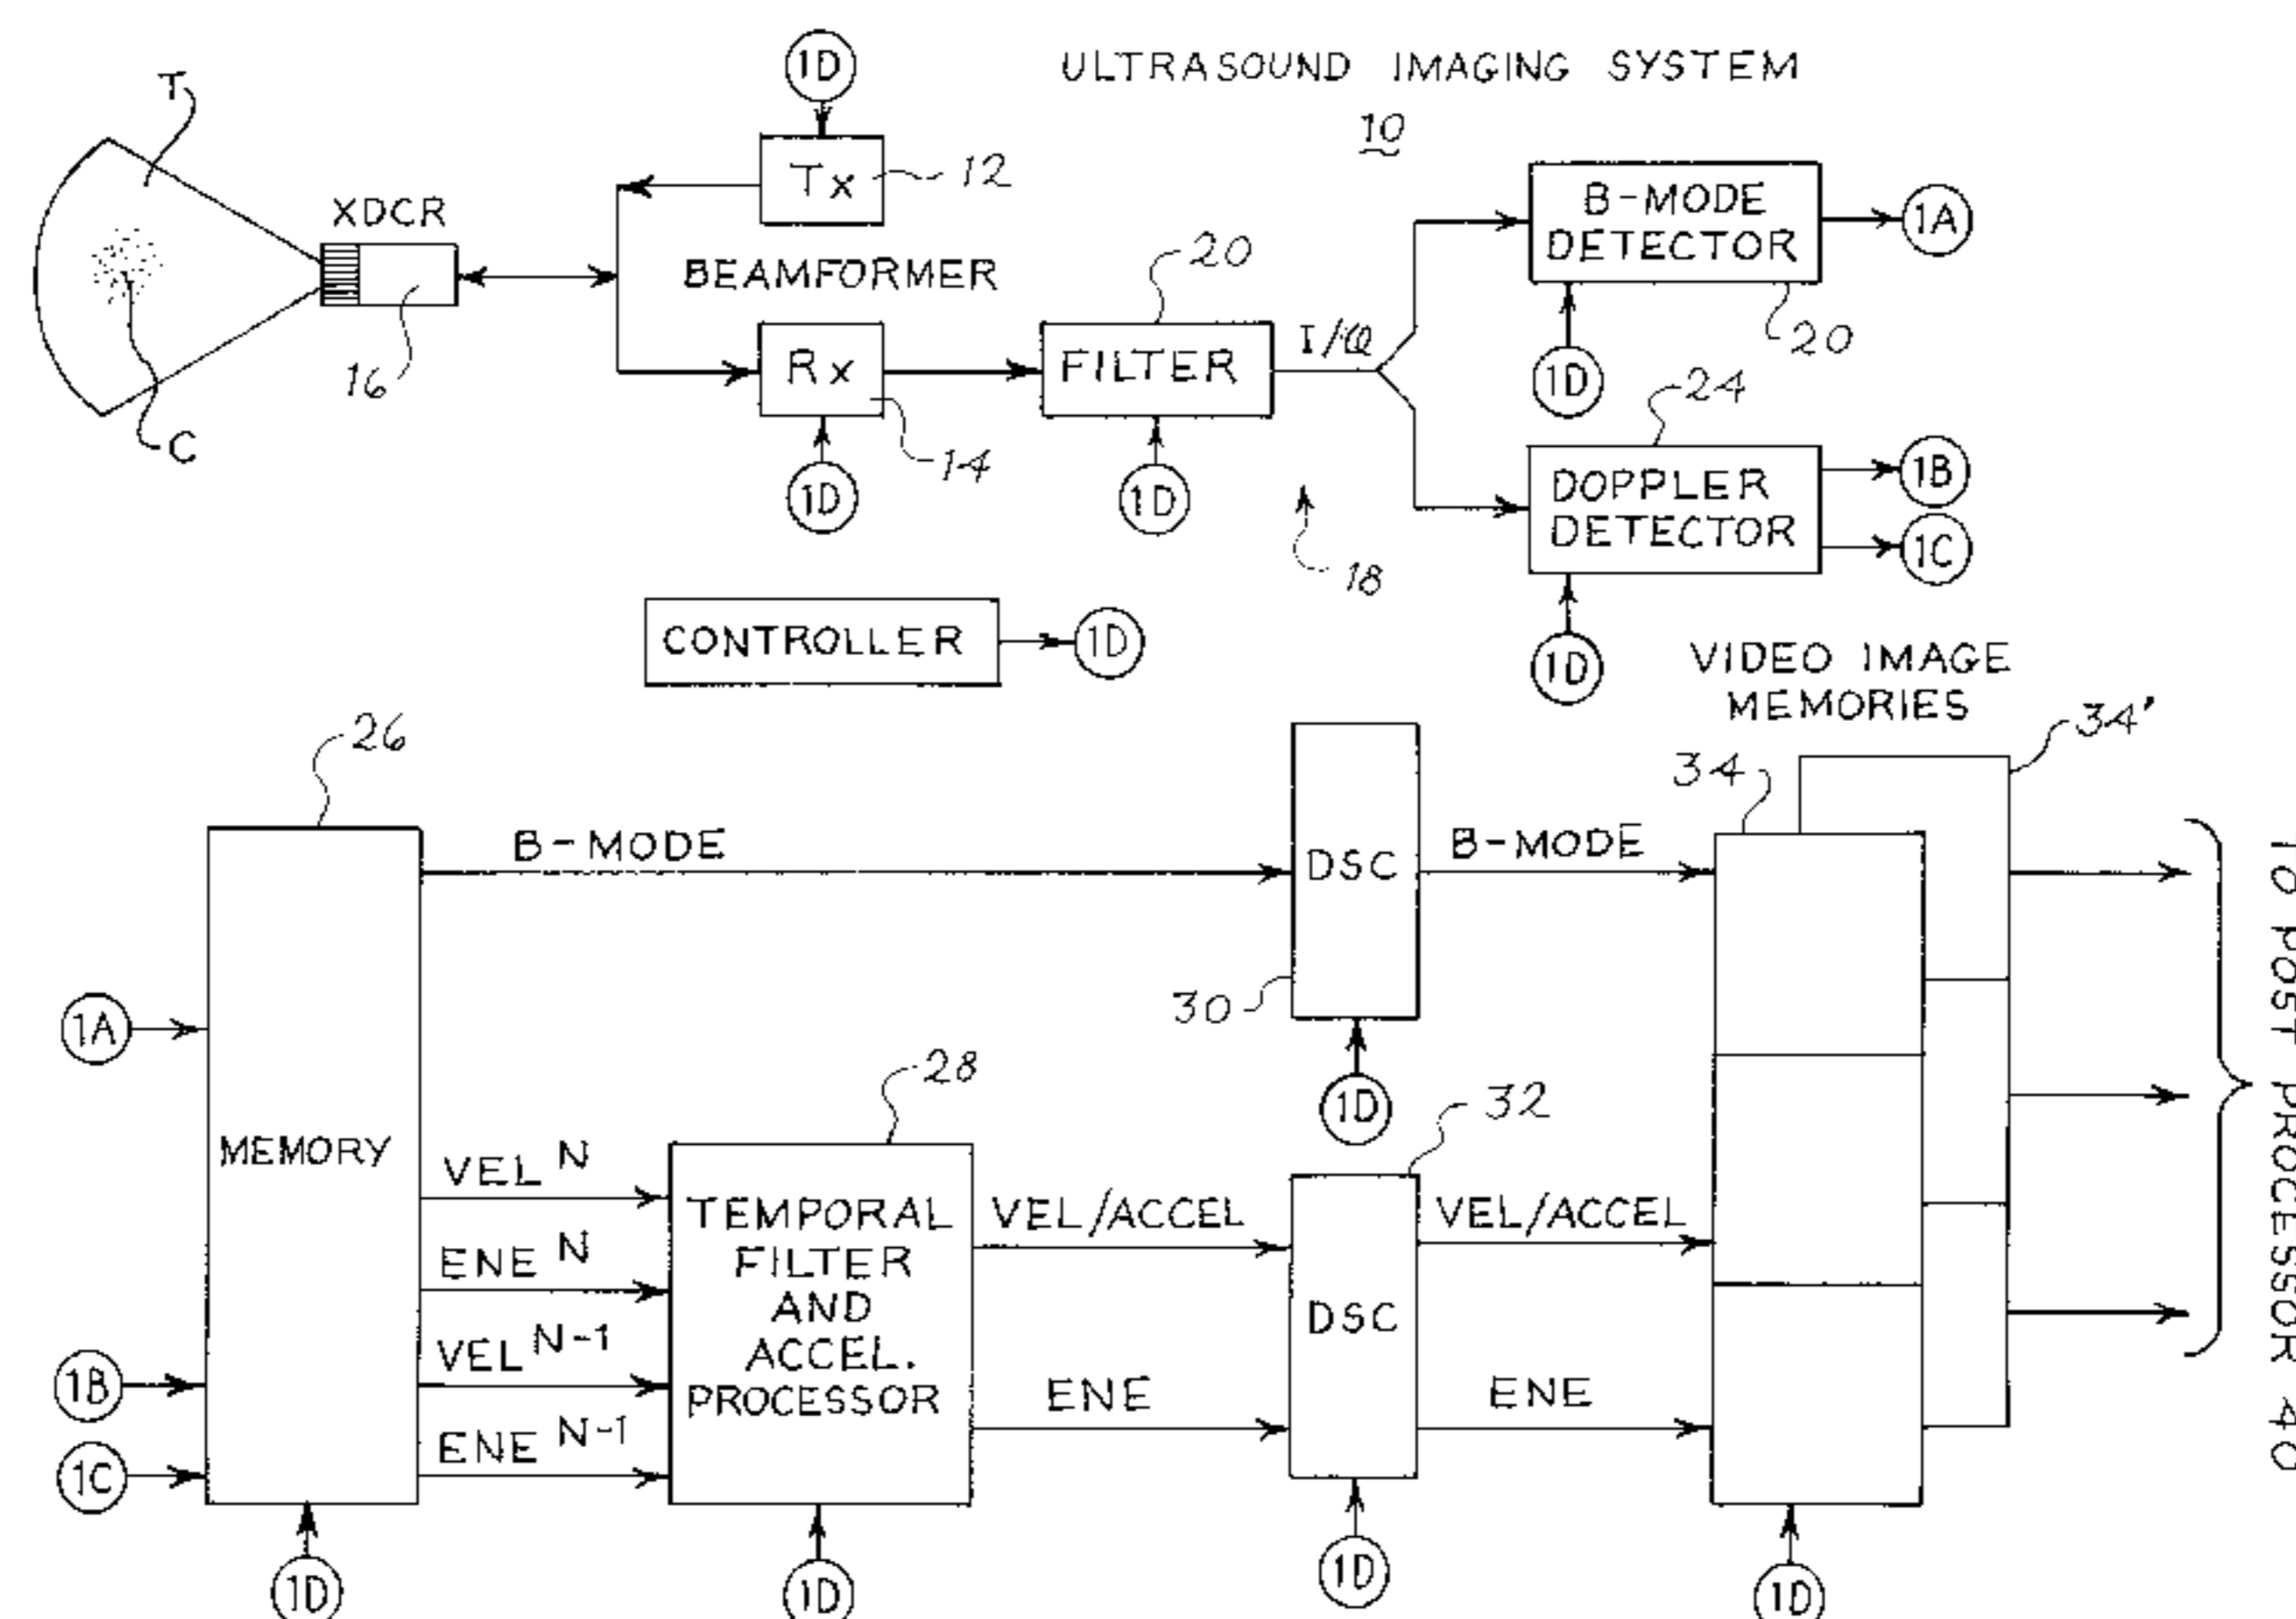 ULTRASOUND IMAGING SYSTEM
10
T
1D
Tx
12
XDCR
16
C
BEAMFORMER
Rx
14
1D
20
FILTER
1D
I/Q
18
B-MODE
DETECTOR
20
1A
1D
24
DOPPLER
DETECTOR
1B
1C
1D
CONTROLLER
1D
VIDEO IMAGE
MEMORIES
34'
34
26
MEMORY
1A
1B
1C
1D
B-MODE
VEL N
ENE N
VEL N-1
ENE N-1
28
TEMPORAL
FILTER
AND
ACCEL.
PROCESSOR
1D
VEL/ACCEL
ENE
DSC
30
1D
32
DSC
1D
B-MODE
VEL/ACCEL
ENE
1D
TO POST PROCESSOR 40